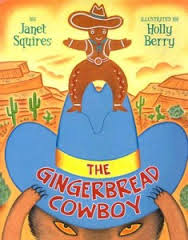 BY
Janet
Squires
ILLUSTRATED BY
Holly
Berry
THE
GINGERBREAD
COWBOY